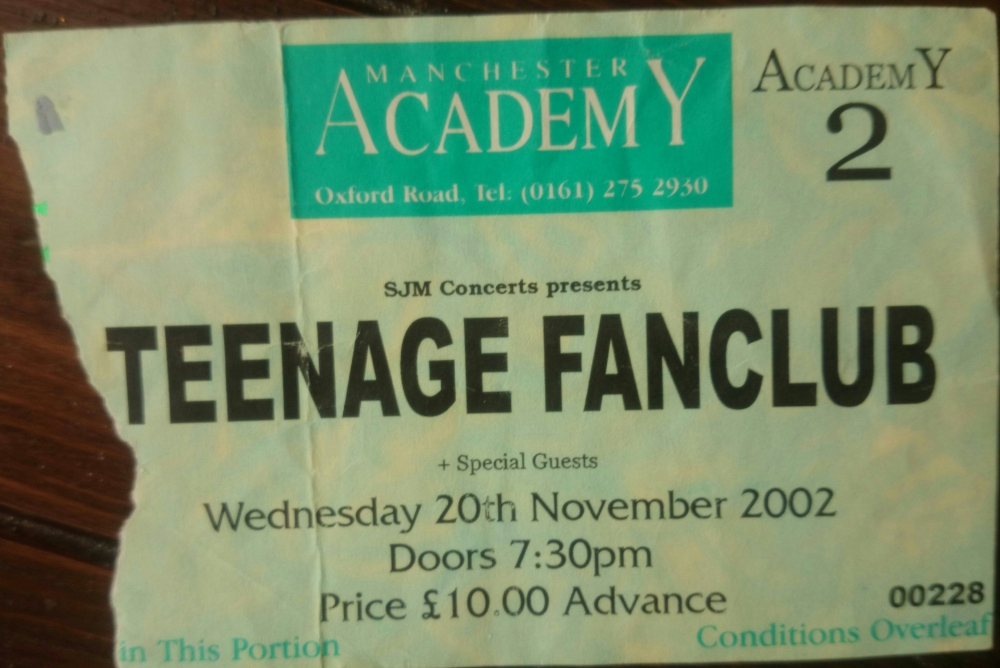 MANCHESTER
ACADEMY
Oxford Road, Tel: (0161) 275 2930
ACADEMY
2
SJM Concerts presents
TEENAGE FANCLUB
+ Special Guests
Wednesday 20th November 2002
Doors 7:30pm
Price £10.00 Advance
00228
in This Portion
Conditions Overleaf